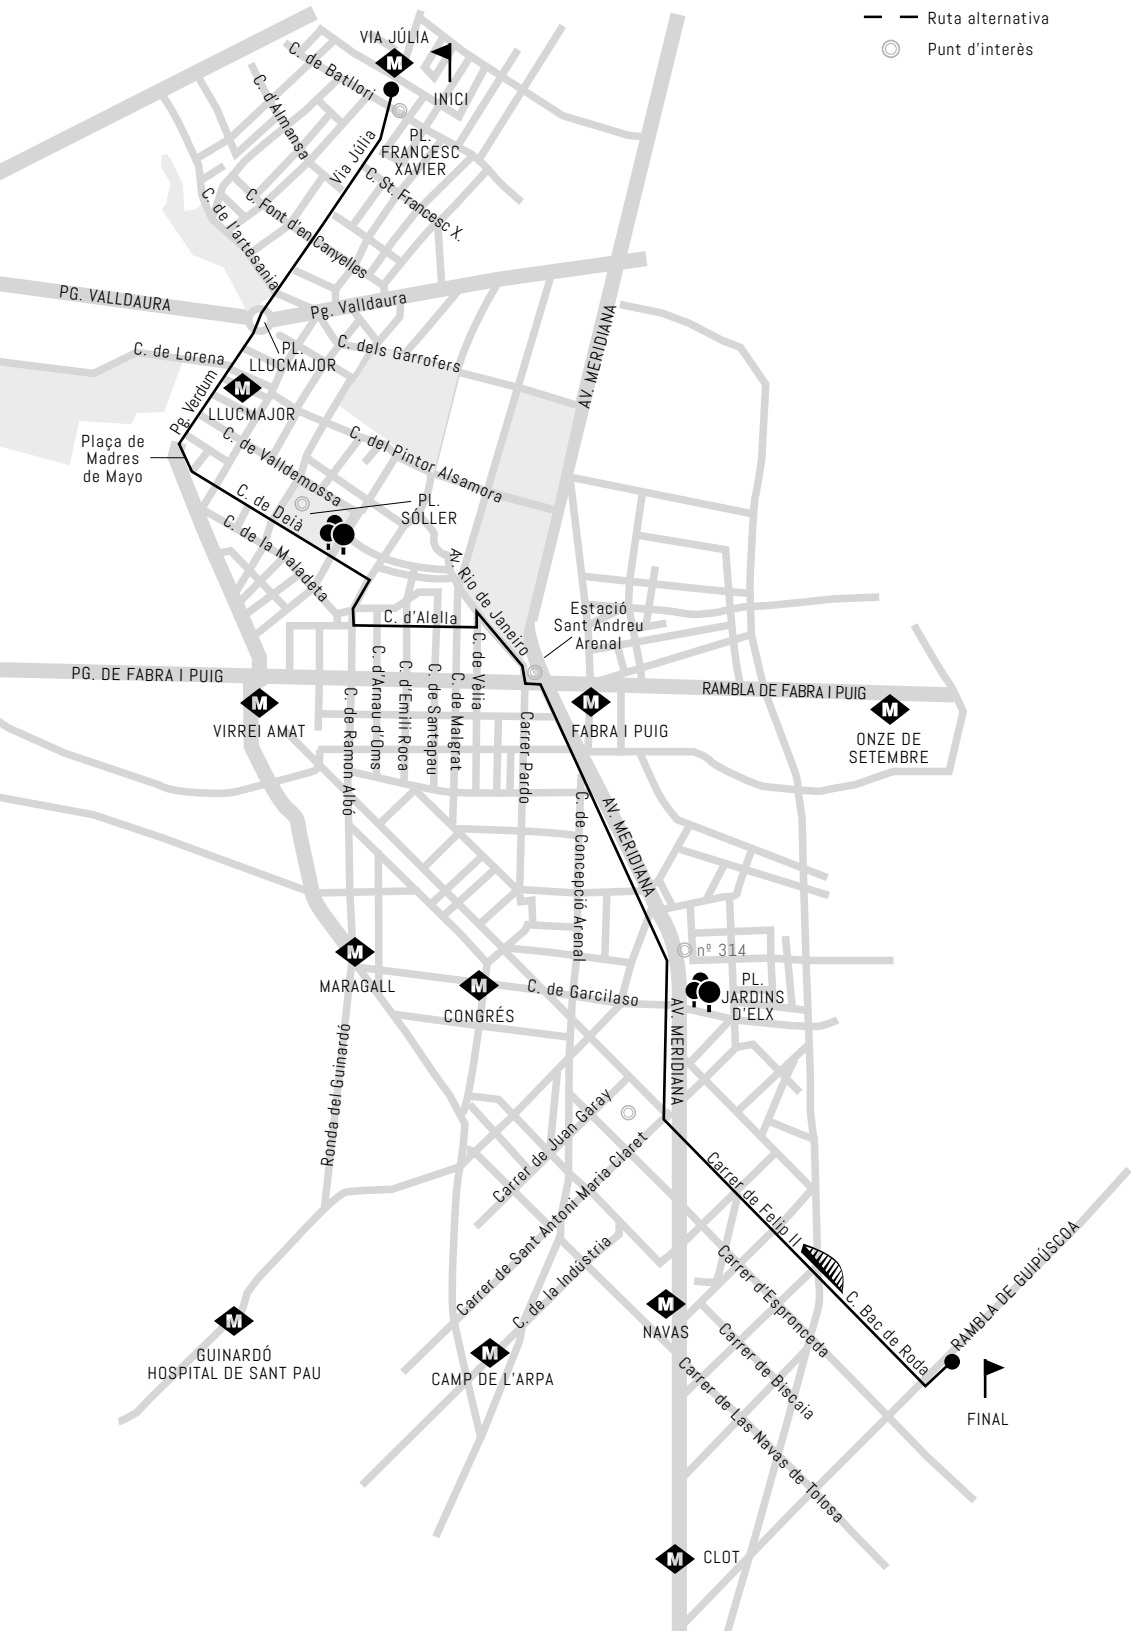 Ruta alternativa
Punt d'interès
VIA JÚLIA
M
INICI
C. de Batllori
C. d'Almansa
PL.
FRANCESC
XAVIER
Via Júlia
C. St. Francesc X.
C. de l'artesania
C. Font d'en Canyelles
PG. VALLDAURA
Pg. Valldaura
PL.
LLUCMAJOR
C. de Lorena
C. dels Garrofers
AV. MERIDIANA
M
LLUCMAJOR
Pg. Verdum
Plaça de
Madres
de Mayo
C. de Valldemossa
C. del Pintor Alsamora
C. de Deià
PL.
SÓLLER
C. de la Maladeta
Av. Rio de Janeiro
Estació
Sant Andreu
Arenal
C. d'Alella
PG. DE FABRA I PUIG
RAMBLA DE FABRA I PUIG
M
VIRREI AMAT
M
FABRA I PUIG
M
ONZE DE
SETEMBRE
C. de Ramon Albó
C. d'Arnau d'Oms
C. d'Emili Roca
C. de Santapau
C. de Malgrat
C. de Vèlia
Carrer Pardo
C. de Concepció Arenal
AV. MERIDIANA
nº 314
M
MARAGALL
M
CONGRÉS
C. de Garcilaso
PL.
JARDINS
D'ELX
AV. MERIDIANA
Ronda del Guinardó
Carrer de Juan Garay
Carrer de Sant Antoni Maria Claret
Carrer de Felip II
C. de la Indústria
Carrer d'Espronceda
C. Bac de Roda
RAMBLA DE GUIPÚSCOA
M
NAVAS
M
GUINARDÓ
HOSPITAL DE SANT PAU
M
CAMP DE L'ARPA
Carrer de Biscaia
Carrer de Las Navas de Tolosa
FINAL
M
CLOT